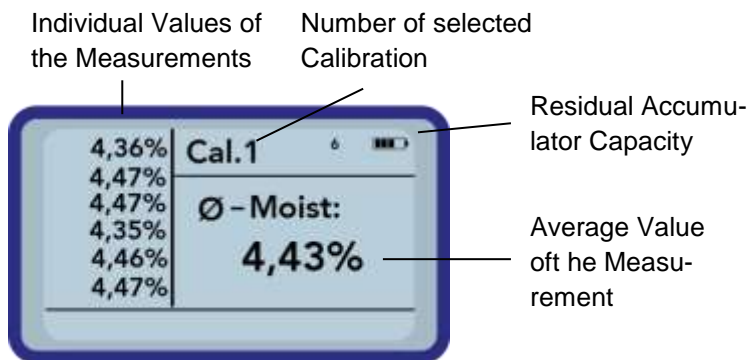 Individual Values of
the Measurements
Number of selected
Calibration
Residual Accumu-
lator Capacity
4,36%
4,47%
4,47%
4,35%
4,46%
4,47%
Cal.1
6
Ø – Moist:
4,43%
Average Value
oft he Measu-
rement